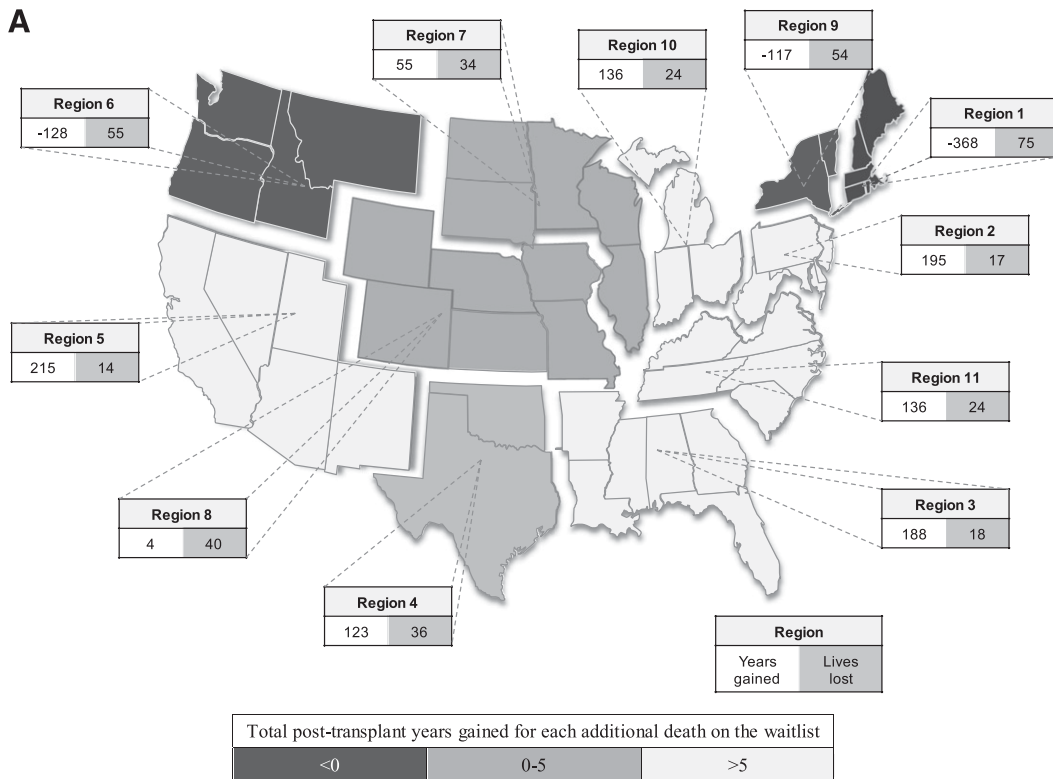 A
Region 7
55 34
Region 10
136 24
Region 9
-117 54
Region 6
-128 55
Region 1
-368 75
Region 2
195 17
Region 5
215 14
Region 11
136 24
Region 8
4 40
Region 3
188 18
Region 4
123 36
Region
Years gained
Lives lost
Total post-transplant years gained for each additional death on the waitlist
<0 0-5 >5